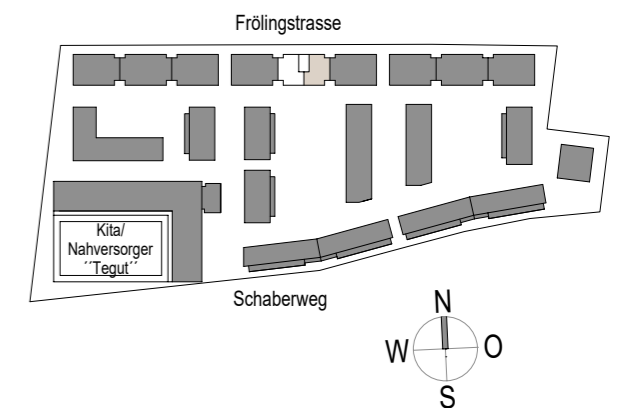 Frölingstrasse
Kita/
Nahversorger
´´Tegut´´
Schaberweg
N
W
O
S